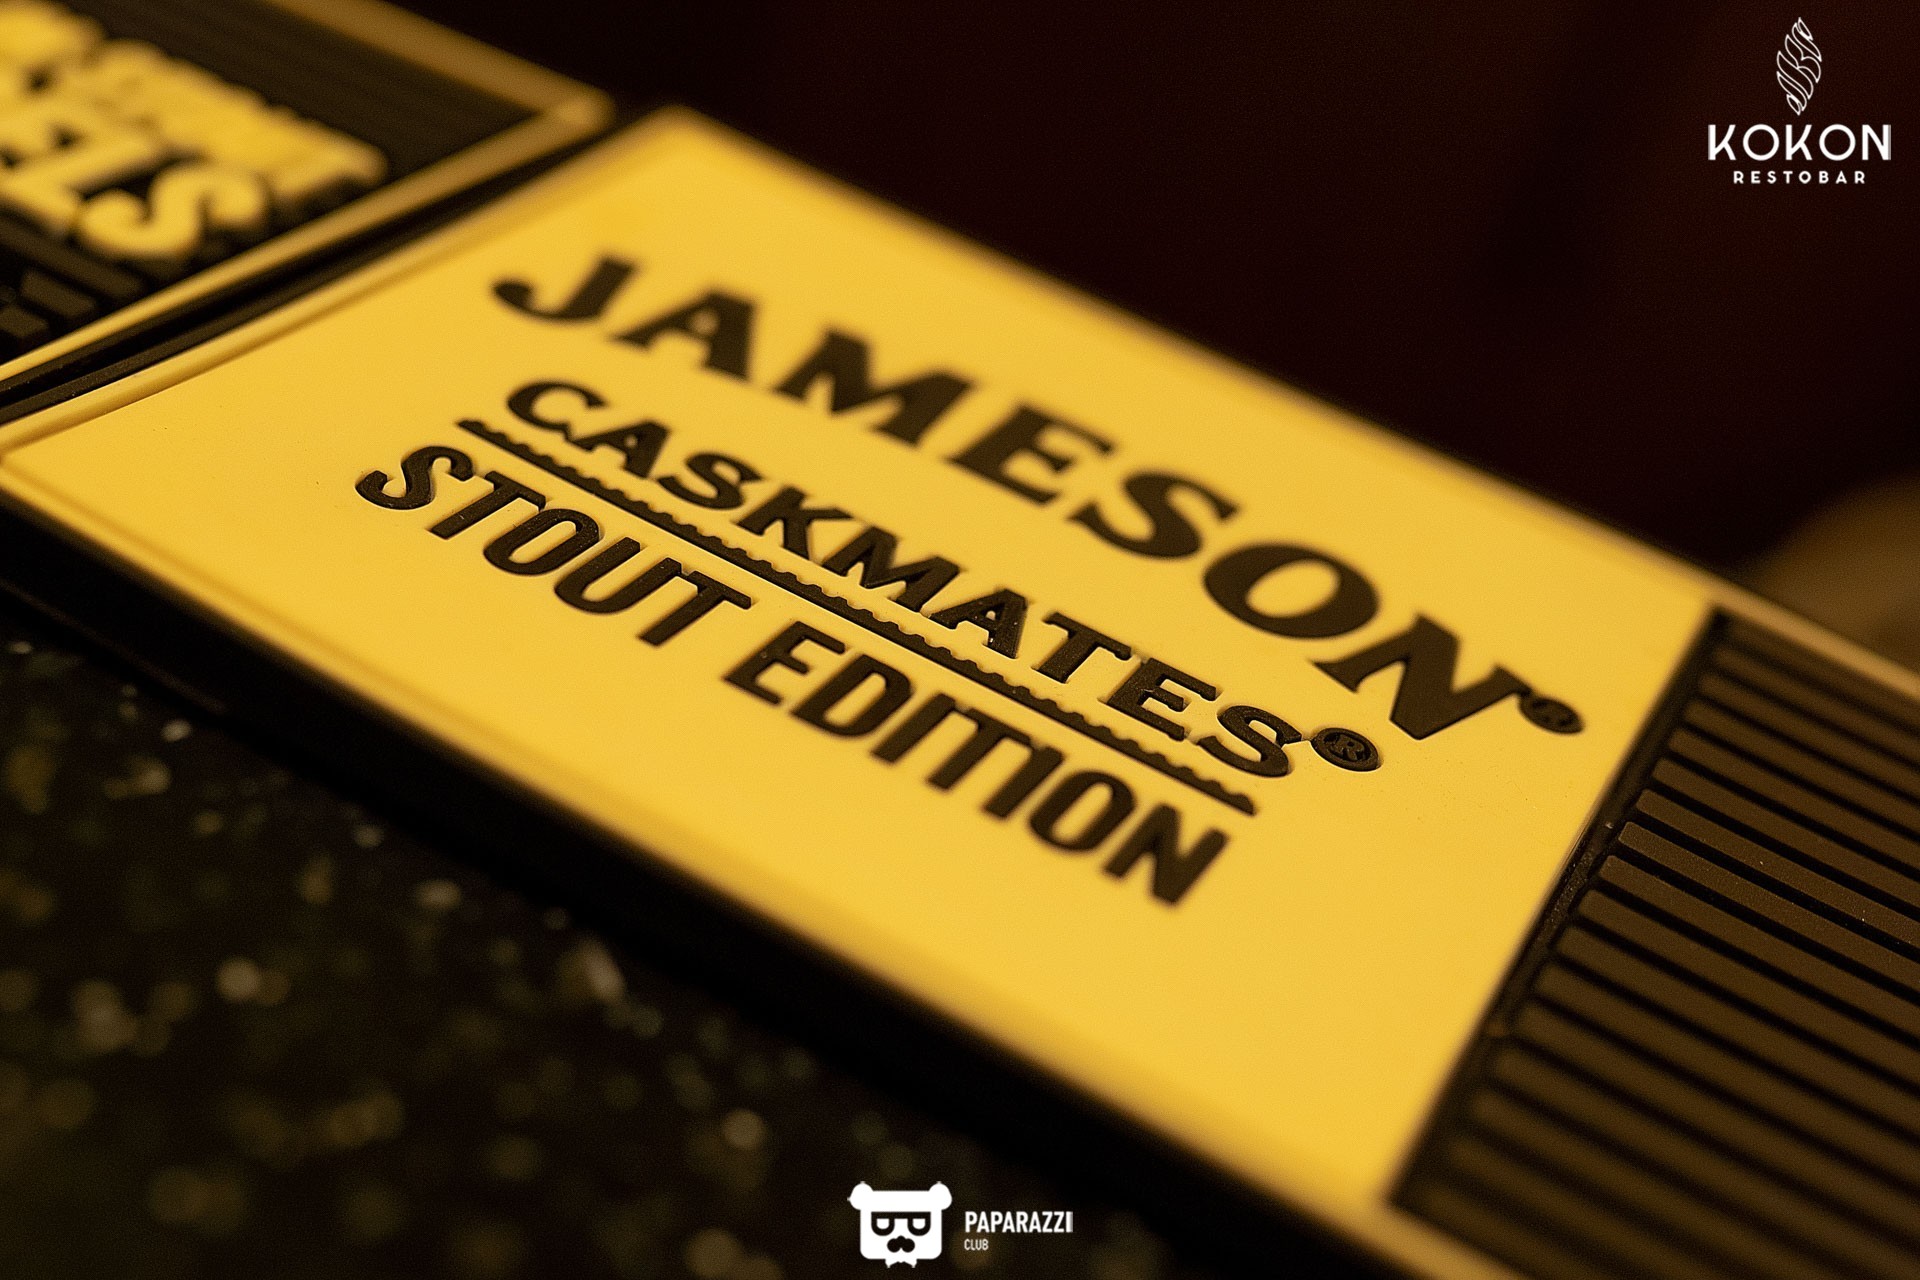 KOKON
RESTOBAR
JAMESON®
CASKMATES®
STOUT EDITION
PAPARAZZI
CLUB